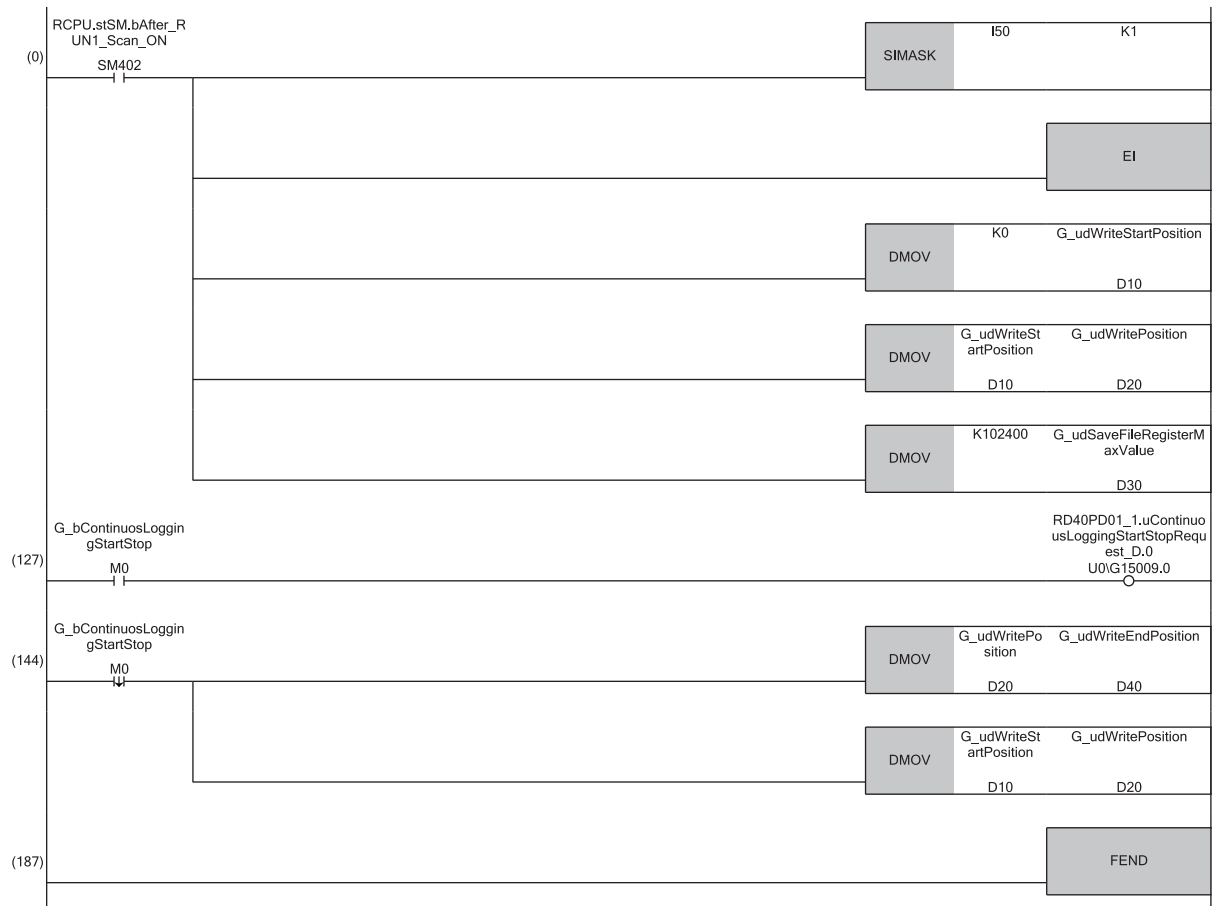 RCPU.stSM.bAfter_R
UN1_Scan_ON
(0)
SM402
SIMASK
I50
K1
EI
DMOV
K0
G_udWriteStartPosition
D10
DMOV
G_udWriteSt
artPosition
G_udWritePosition
D10
D20
DMOV
K102400
G_udSaveFileRegisterM
axValue
D30
G_bContinuosLoggin
gStartStop
(127)
M0
RD40PD01_1.uContinuo
usLoggingStartStopRequ
est_D.0
U0\G15009.0
G_bContinuosLoggin
gStartStop
(144)
M0
DMOV
G_udWritePo
sition
G_udWriteEndPosition
D20
D40
DMOV
G_udWriteSt
artPosition
G_udWritePosition
D10
D20
(187)
FEND